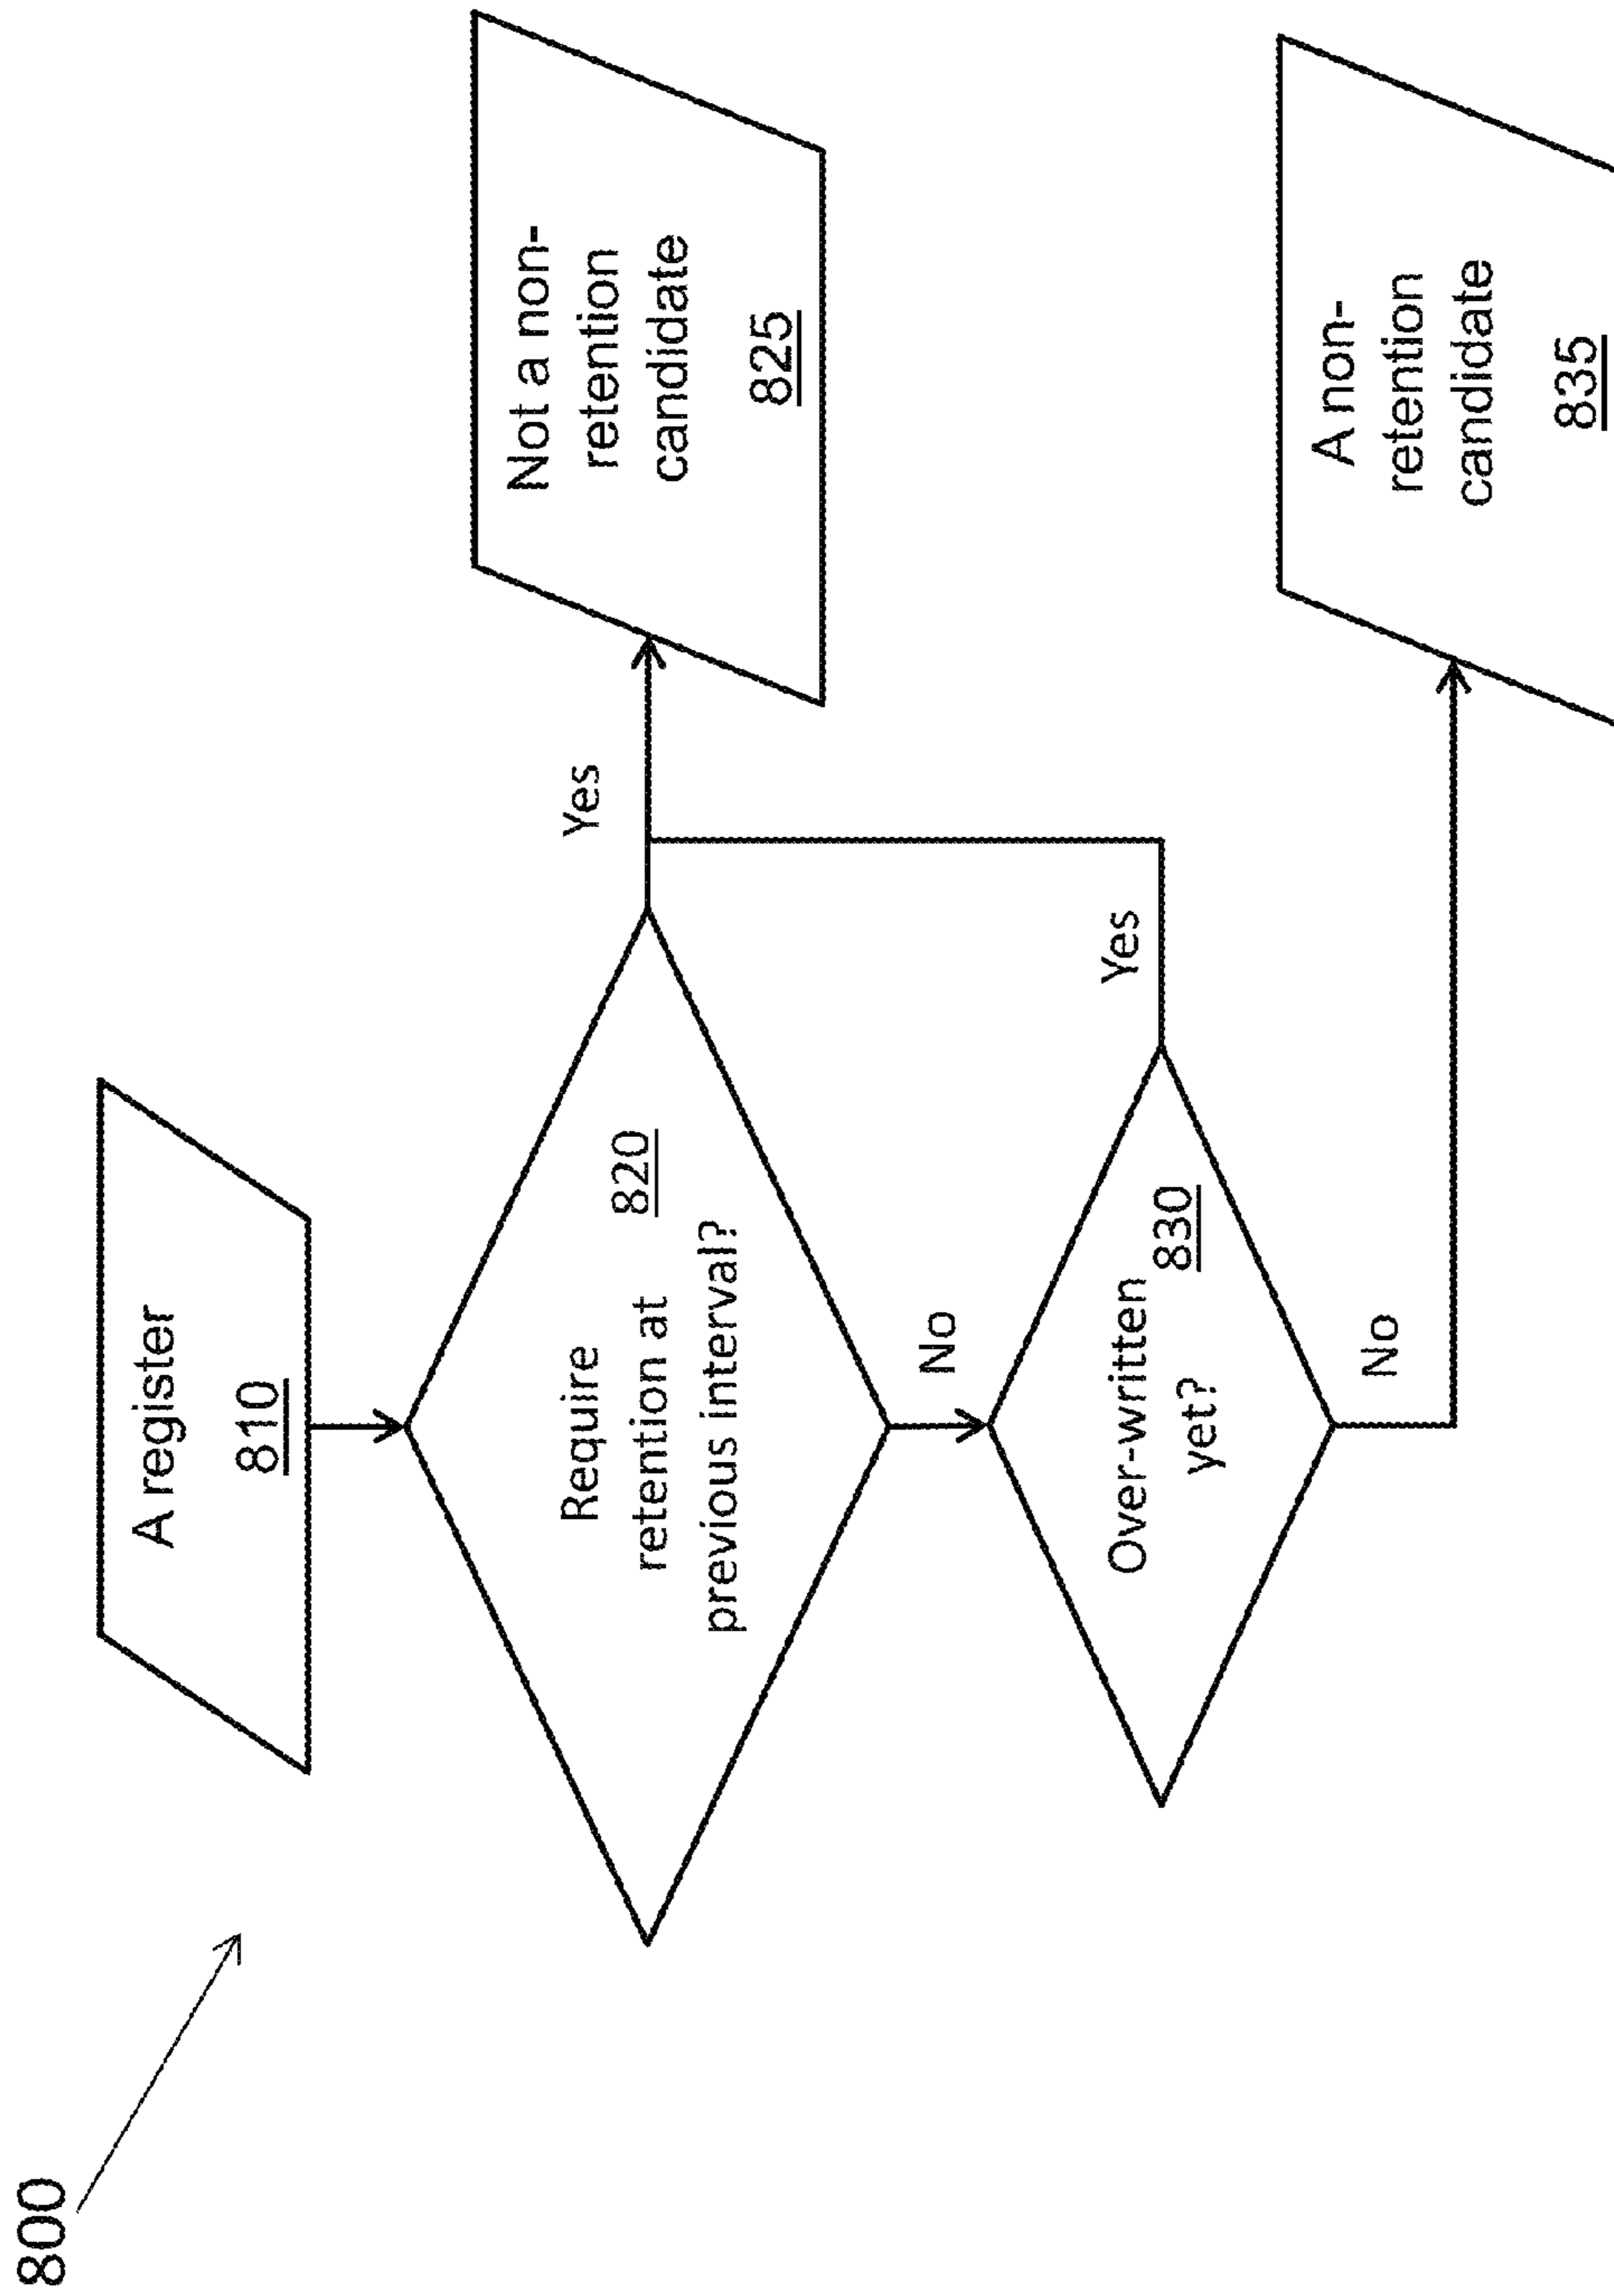 800
A register
810
Require
retention at
previous interval?
820
Yes
Not a non-
retention
candidate
825
No
Over-written
yet?
830
Yes
No
A non-
retention
candidate
835